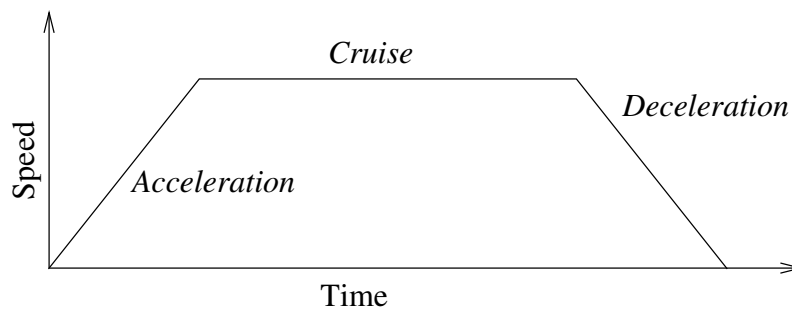 Cruise
Deceleration
Speed
Acceleration
Time